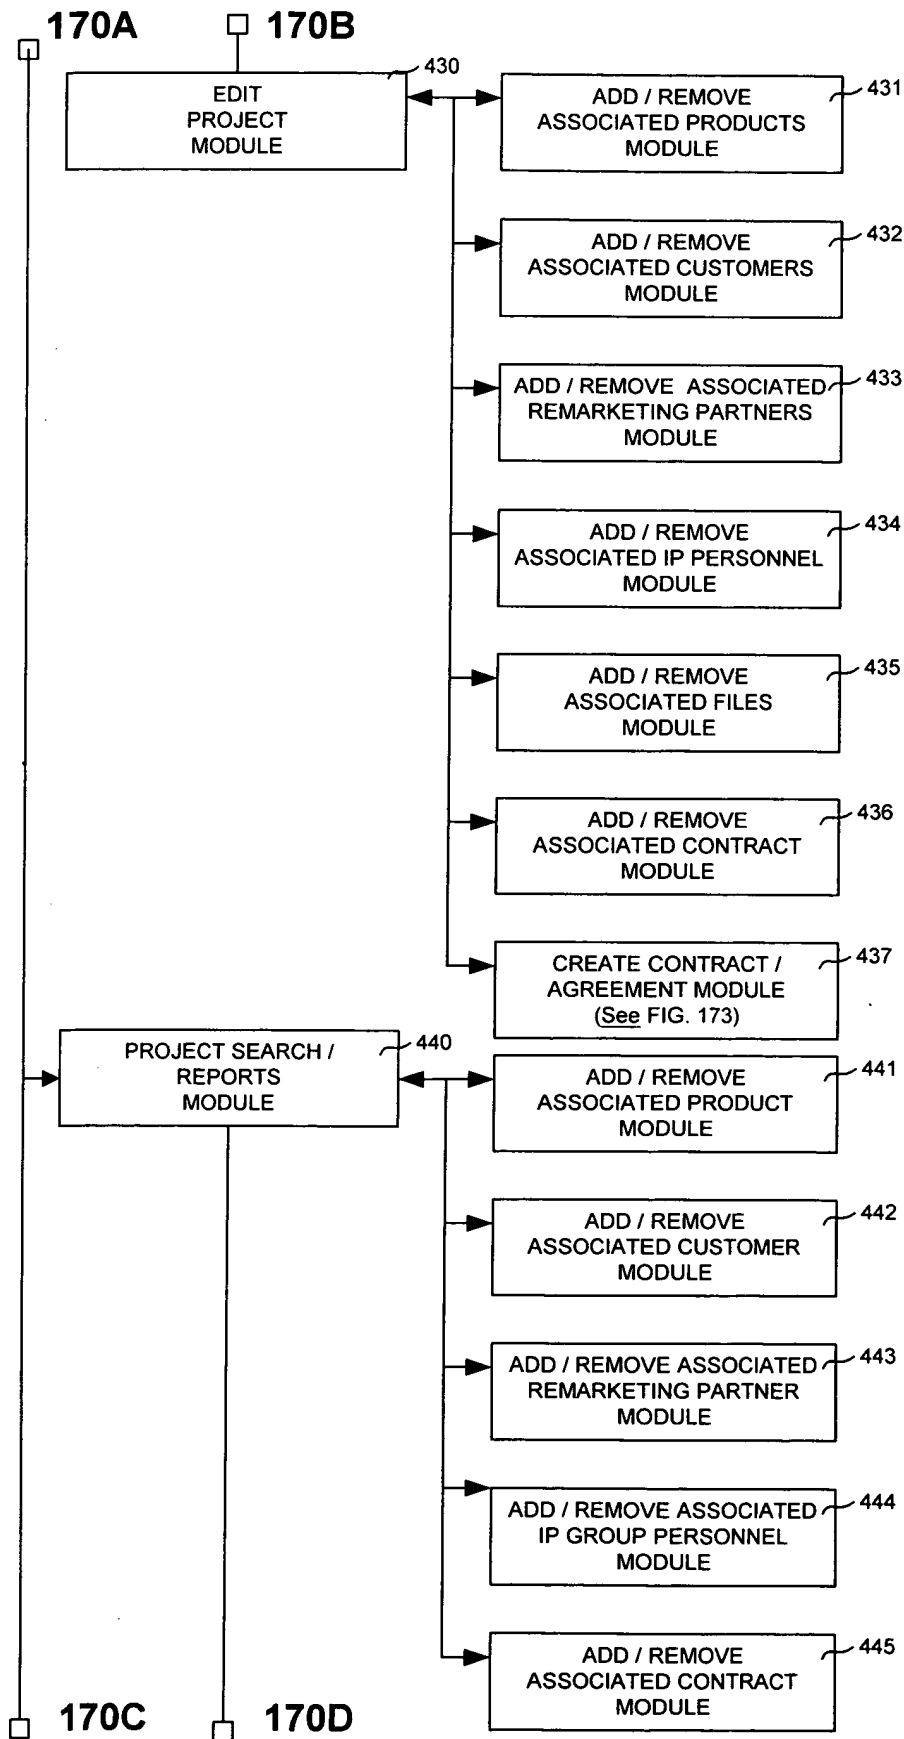 170A
170B
430
EDIT
PROJECT
MODULE
431
ADD / REMOVE
ASSOCIATED PRODUCTS
MODULE
432
ADD / REMOVE
ASSOCIATED CUSTOMERS
MODULE
433
ADD / REMOVE ASSOCIATED
REMARKETING PARTNERS
MODULE
434
ADD / REMOVE
ASSOCIATED IP PERSONNEL
MODULE
435
ADD / REMOVE
ASSOCIATED FILES
MODULE
436
ADD / REMOVE
ASSOCIATED CONTRACT
MODULE
437
CREATE CONTRACT /
AGREEMENT MODULE
(See FIG. 173)
440
PROJECT SEARCH /
REPORTS
MODULE
441
ADD / REMOVE
ASSOCIATED PRODUCT
MODULE
442
ADD / REMOVE
ASSOCIATED CUSTOMER
MODULE
443
ADD / REMOVE ASSOCIATED
REMARKETING PARTNER
MODULE
444
ADD / REMOVE ASSOCIATED
IP GROUP PERSONNEL
MODULE
445
ADD / REMOVE
ASSOCIATED CONTRACT
MODULE
170C
170D